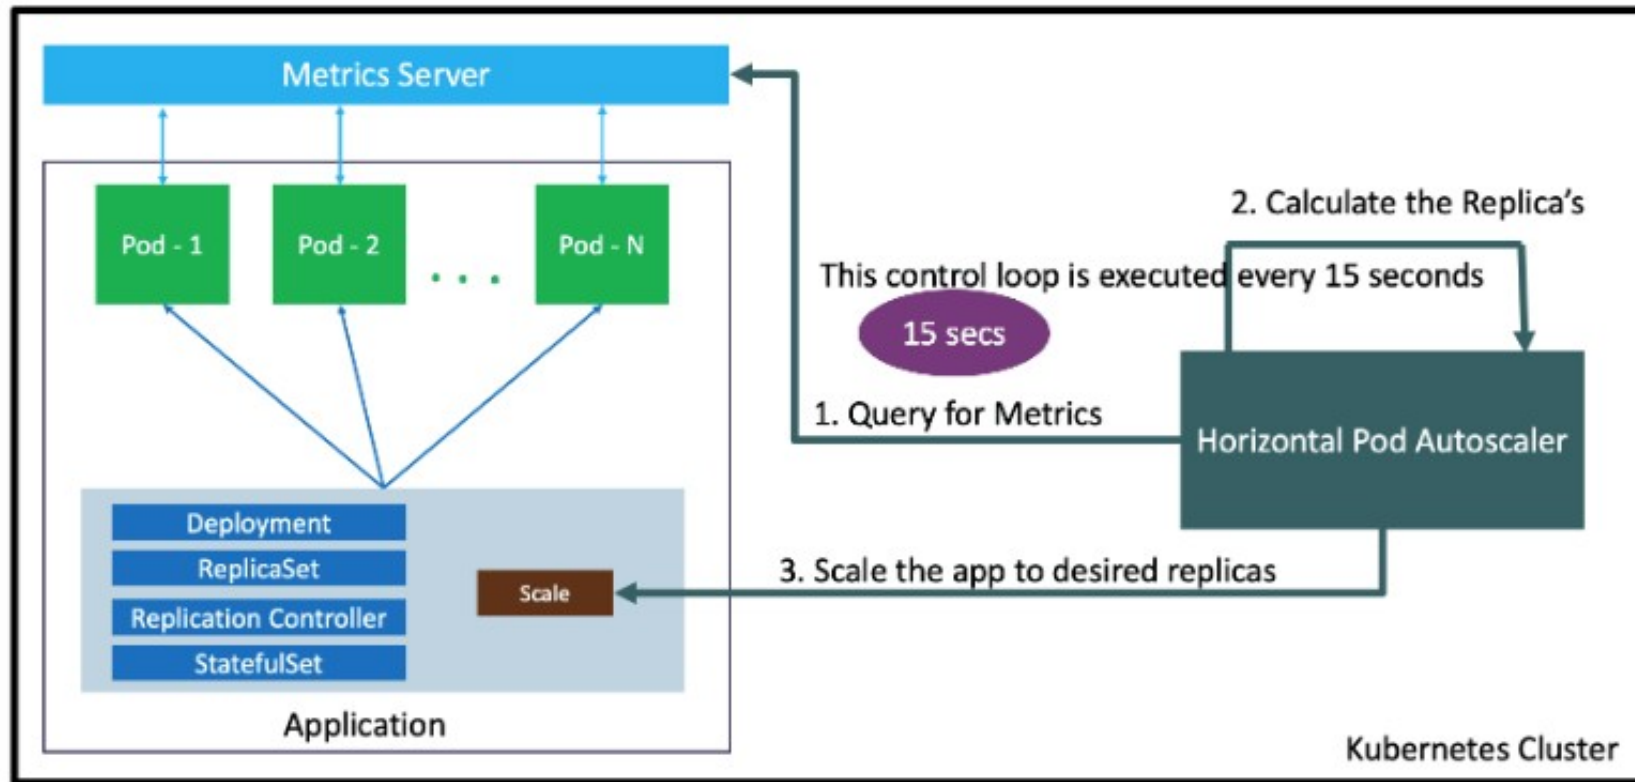 Metrics Server
Pod - 1
Pod - 2
. . .
Pod - N
2. Calculate the Replica's
This control loop is executed every 15 seconds
15 secs
1. Query for Metrics
Horizontal Pod Autoscaler
Deployment
ReplicaSet
Replication Controller
StatefulSet
Scale
3. Scale the app to desired replicas
Application
Kubernetes Cluster